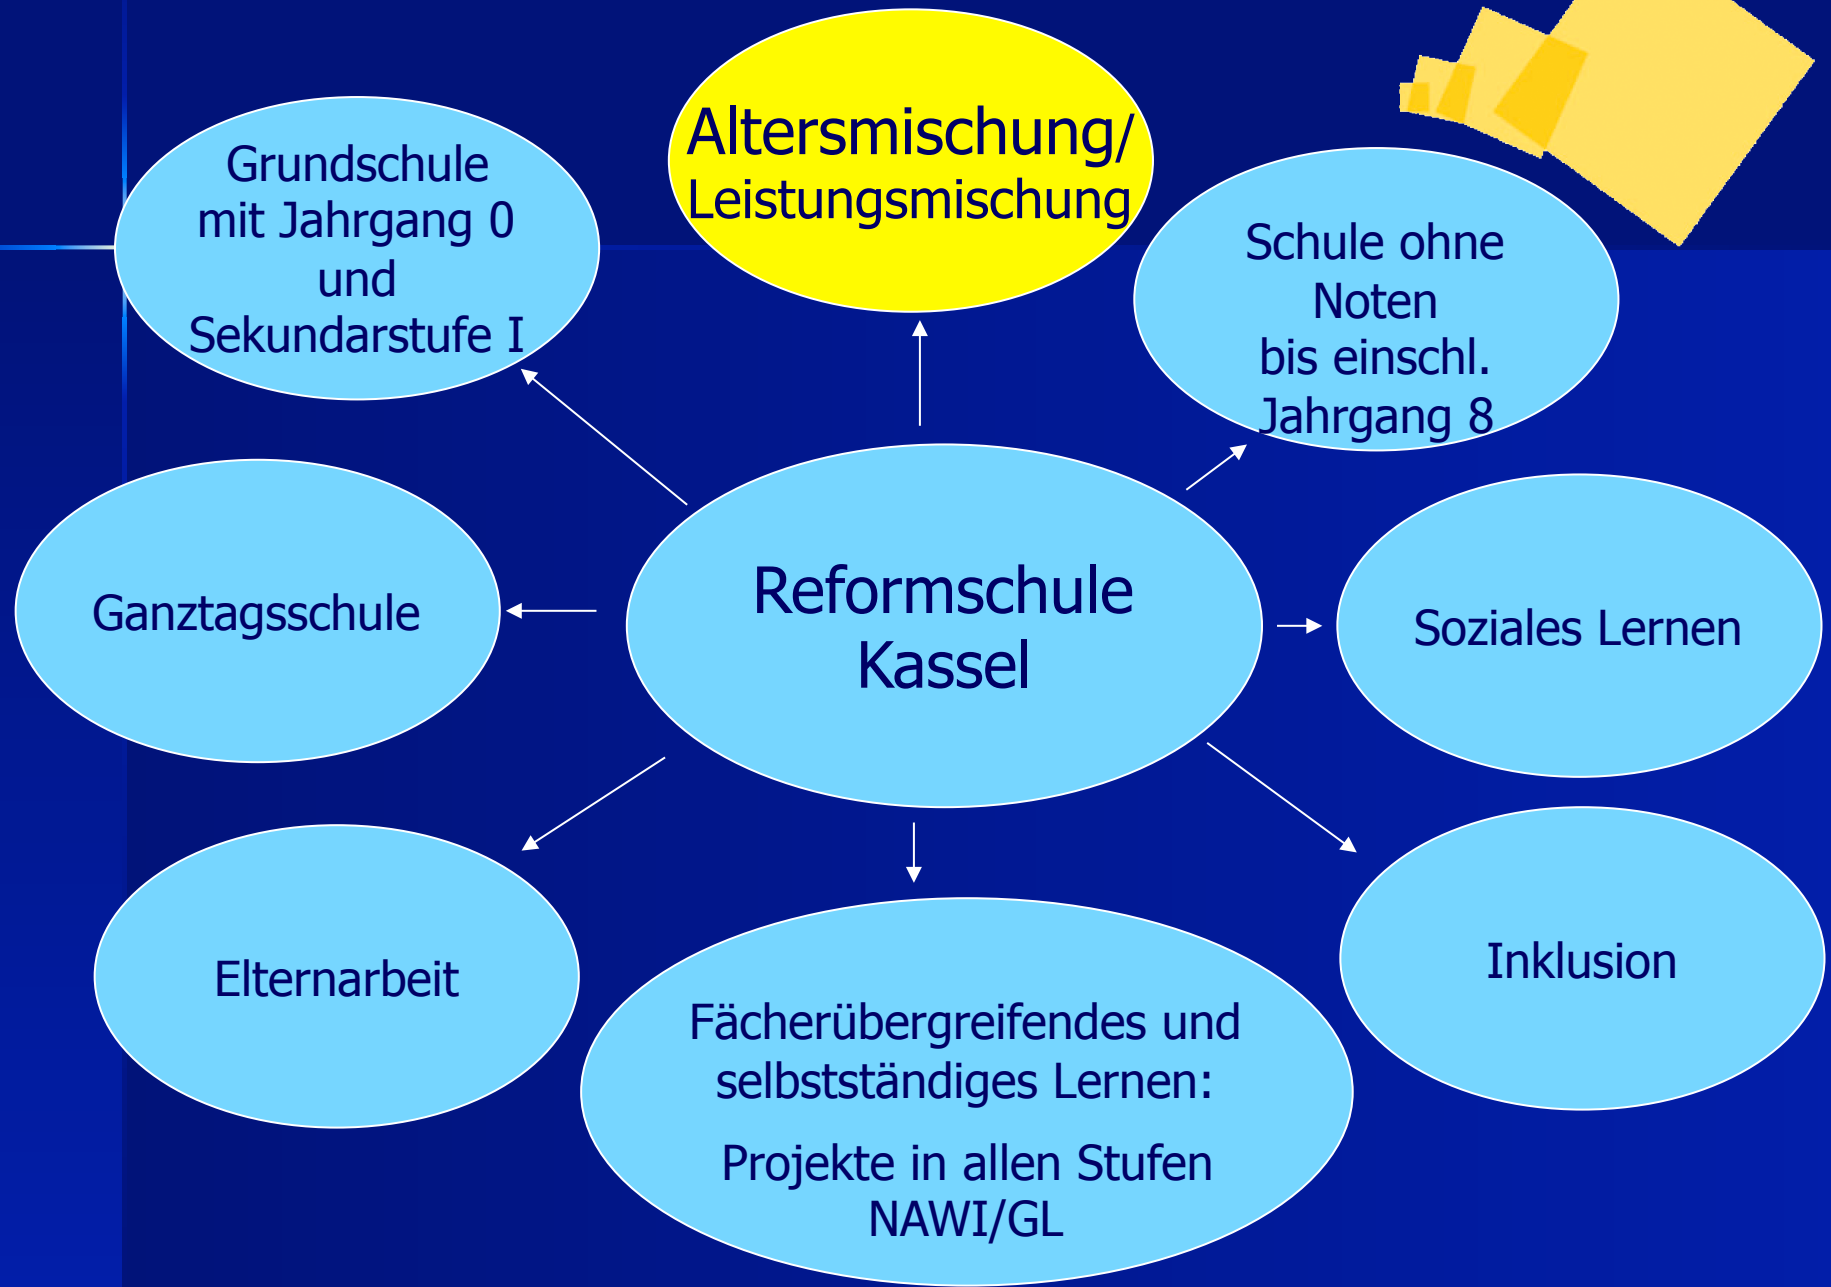 Altersmischung/
Leistungsmischung
Grundschule
mit Jahrgang 0
und
Sekundarstufe I
Schule ohne
Noten
bis einschl.
Jahrgang 8
Ganztagsschule
Reformschule
Kassel
Soziales Lernen
Elternarbeit
Inklusion
Fächerübergreifendes und
selbstständiges Lernen:
Projekte in allen Stufen
NAWI/GL